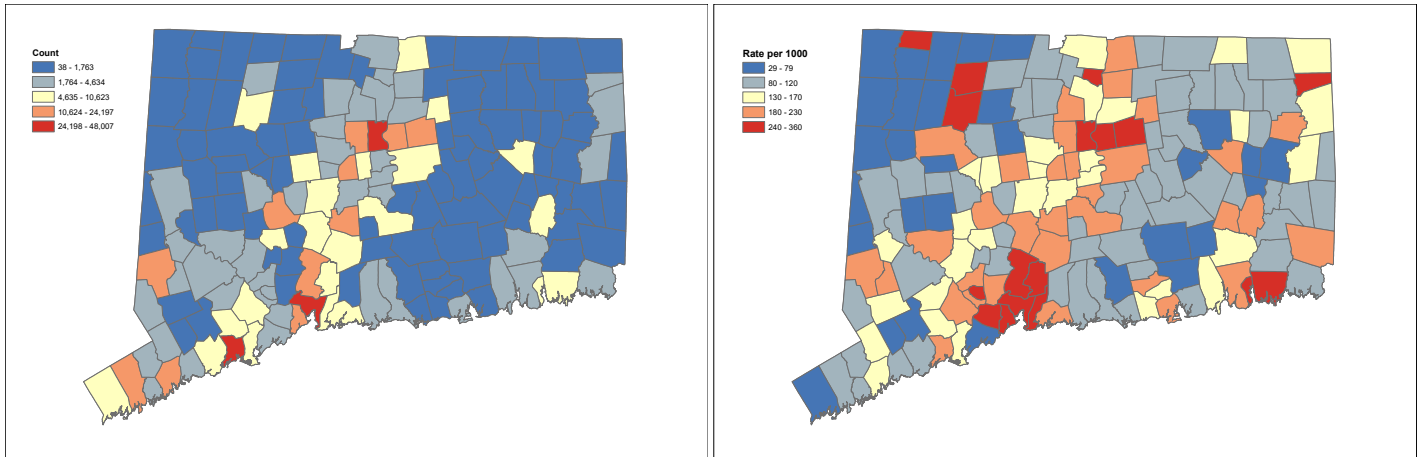 Count
38 - 1,763
1,764 - 4,634
4,635 - 10,623
10,624 - 24,197
24,198 - 48,007
Rate per 1000
29 - 79
80 - 120
130 - 170
180 - 230
240 - 360